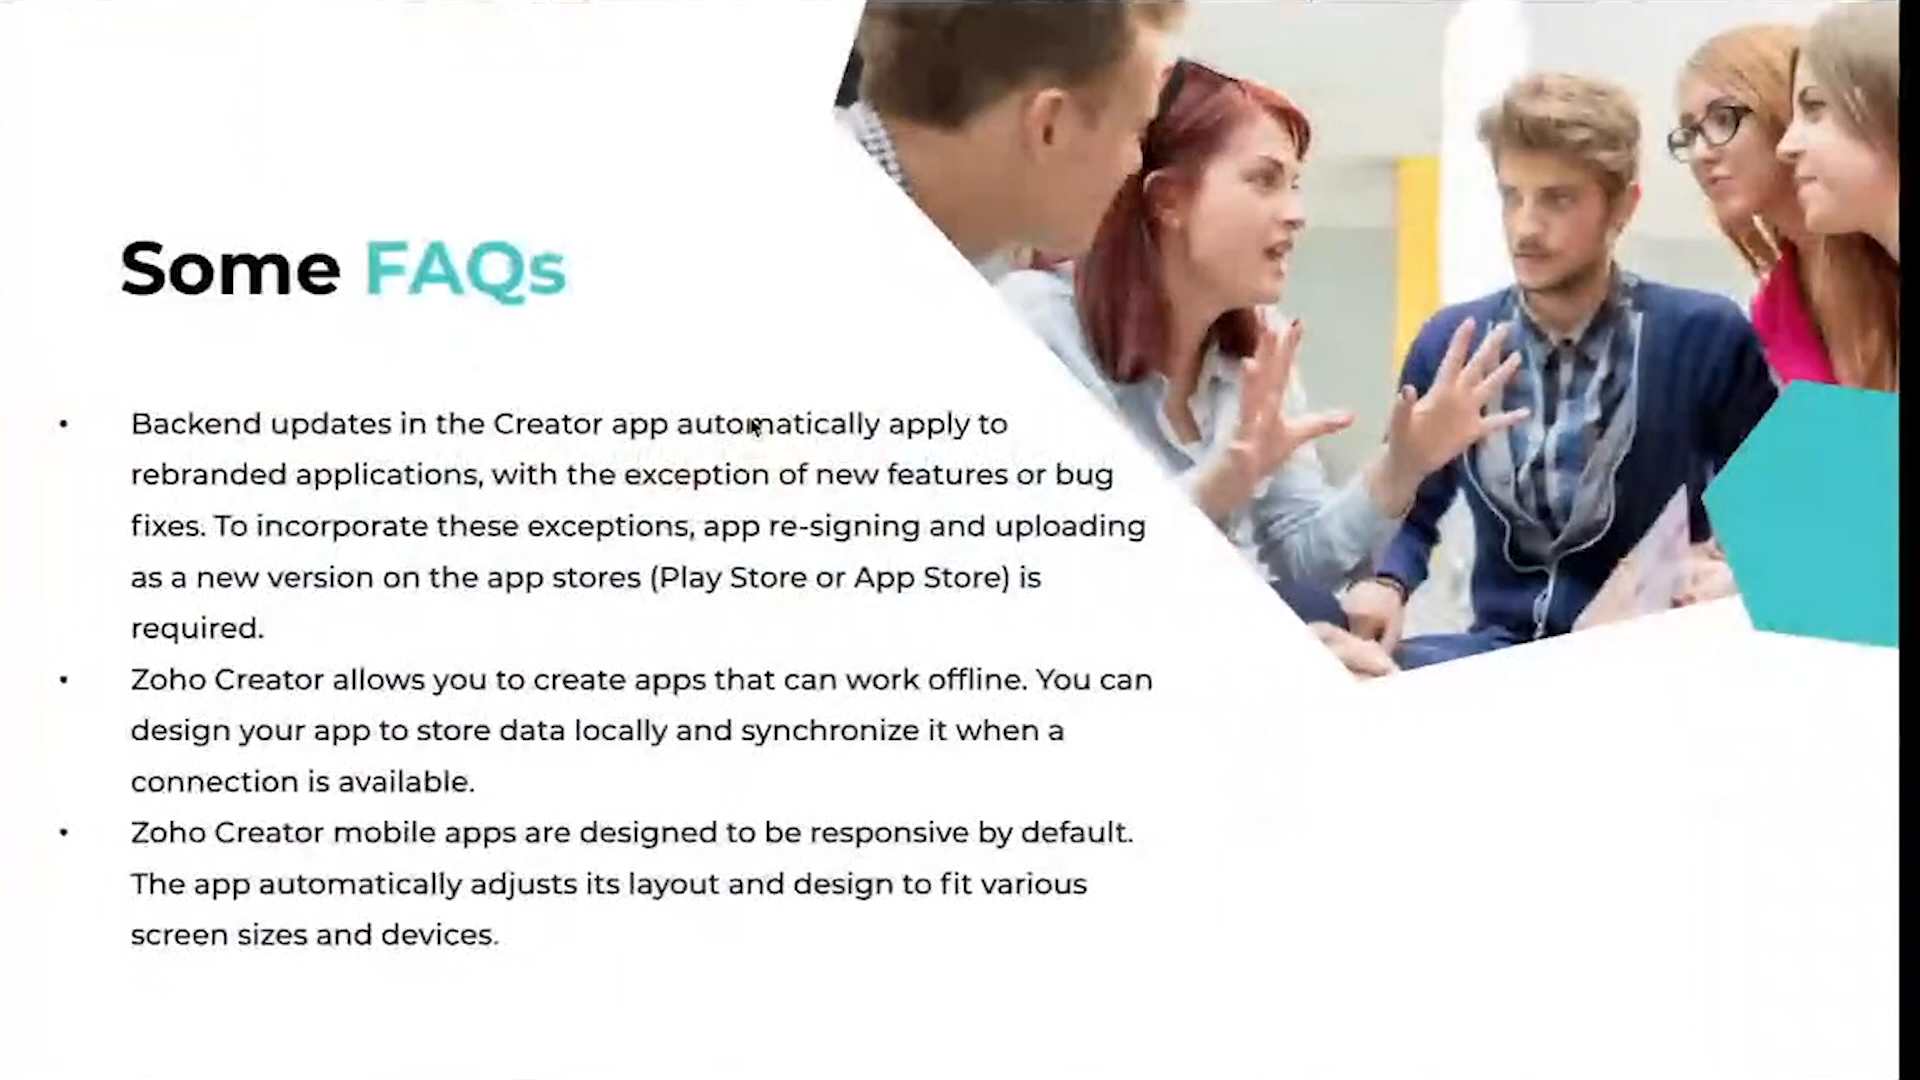 Some FAQs
• Backend updates in the Creator app automatically apply to
rebranded applications, with the exception of new features or bug
fixes. To incorporate these exceptions, app re-signing and uploading
as a new version on the app stores (Play Store or App Store) is
required.
• Zoho Creator allows you to create apps that can work offline. You can
design your app to store data locally and synchronize it when a
connection is available.
• Zoho Creator mobile apps are designed to be responsive by default.
The app automatically adjusts its layout and design to fit various
screen sizes and devices.